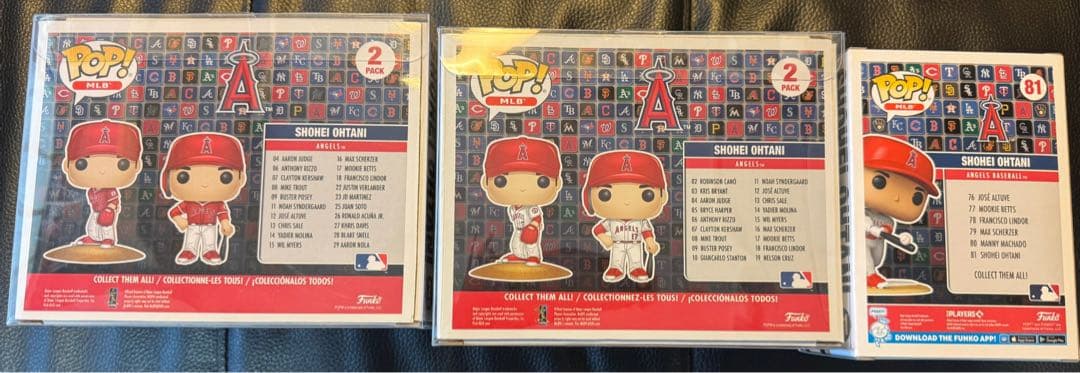 POP!
MLB
2
PACK
A
SHOHEI OHTANI
ANGELS™
04 AARON JUDGE
06 ANTHONY RIZZO
07 CLAYTON KERSHAW
08 MIKE TROUT
09 BUSTER POSEY
11 NOAH SYNDERGAARD
12 JOSÉ ALTUVE
13 CHRIS SALE
14 YADIER MOLINA
15 WIL MYERS
16 MAX SCHERZER
17 MOOKIE BETTS
18 FRANCISCO LINDOR
22 JUSTIN VERLANDER
23 JD MARTINEZ
25 JUAN SOTO
26 RONALD ACUÑA JR.
27 KHRIS DAVIS
28 BLAKE SNELL
29 AARON NOLA
COLLECT THEM ALL! / COLLECTIONNE-LES TOUS! / ¡COLECCIÓNALOS TODOS!
Funko
POP!
MLB
2
PACK
A
SHOHEI OHTANI
ANGELS™
02 ROBINSON CANÓ
03 KRIS BRYANT
04 AARON JUDGE
05 BRYCE HARPER
06 ANTHONY RIZZO
07 CLAYTON KERSHAW
08 MIKE TROUT
09 BUSTER POSEY
10 GIANCARLO STANTON
11 NOAH SYNDERGAARD
12 JOSÉ ALTUVE
13 CHRIS SALE
14 YADIER MOLINA
15 WIL MYERS
16 MAX SCHERZER
17 MOOKIE BETTS
18 FRANCISCO LINDOR
19 NELSON CRUZ
ANGELS
17
COLLECT THEM ALL! / COLLECTIONNEZ-LES TOUS! / ¡COLECCIÓNALOS TODOS!
Funko
POP!
MLB
81
A
SHOHEI OHTANI
ANGELS BASEBALL™
76 JOSÉ ALTUVE
77 MOOKIE BETTS
78 FRANCISCO LINDOR
79 MAX SCHERZER
80 MANNY MACHADO
81 SHOHEI OHTANI
COLLECT THEM ALL!
PLAYERS
Funko
DOWNLOAD THE FUNKO APP!